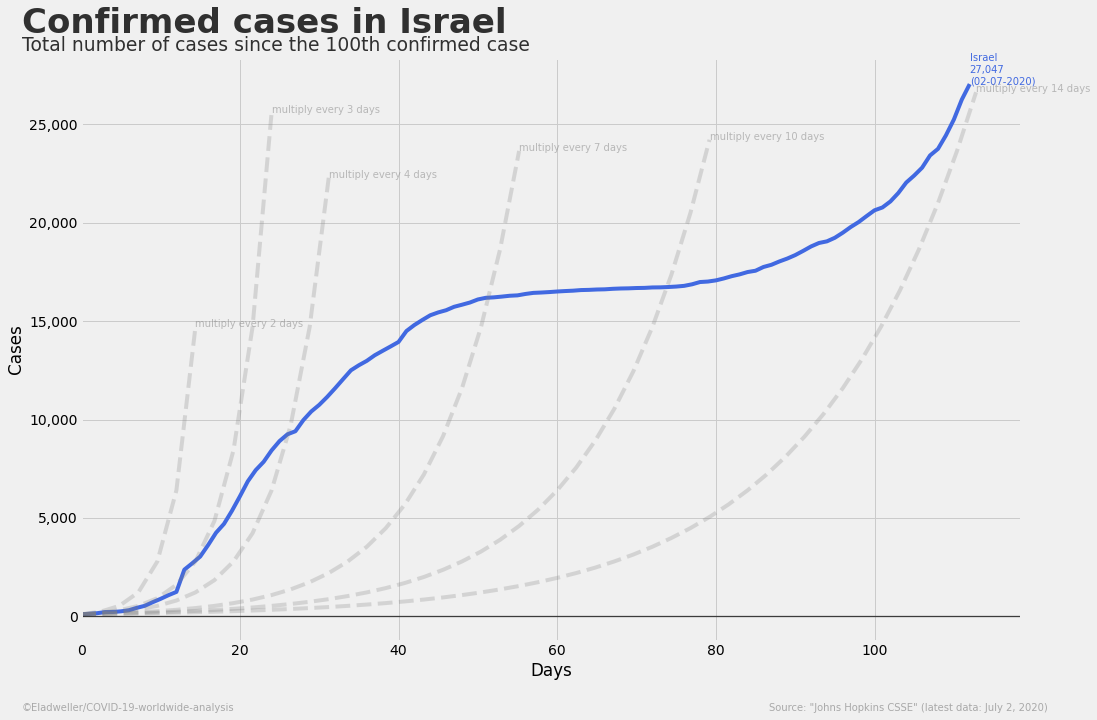 Confirmed cases in Israel
Total number of cases since the 100th confirmed case
Israel
27,047
(02-07-2020)
multiply every 14 days
multiply every 3 days
multiply every 10 days
multiply every 7 days
multiply every 4 days
multiply every 2 days
Cases
25,000
20,000
15,000
10,000
5,000
0
0 20 40 60 80 100
Days
©Eladweller/COVID-19-worldwide-analysis
Source: "Johns Hopkins CSSE" (latest data: July 2, 2020)